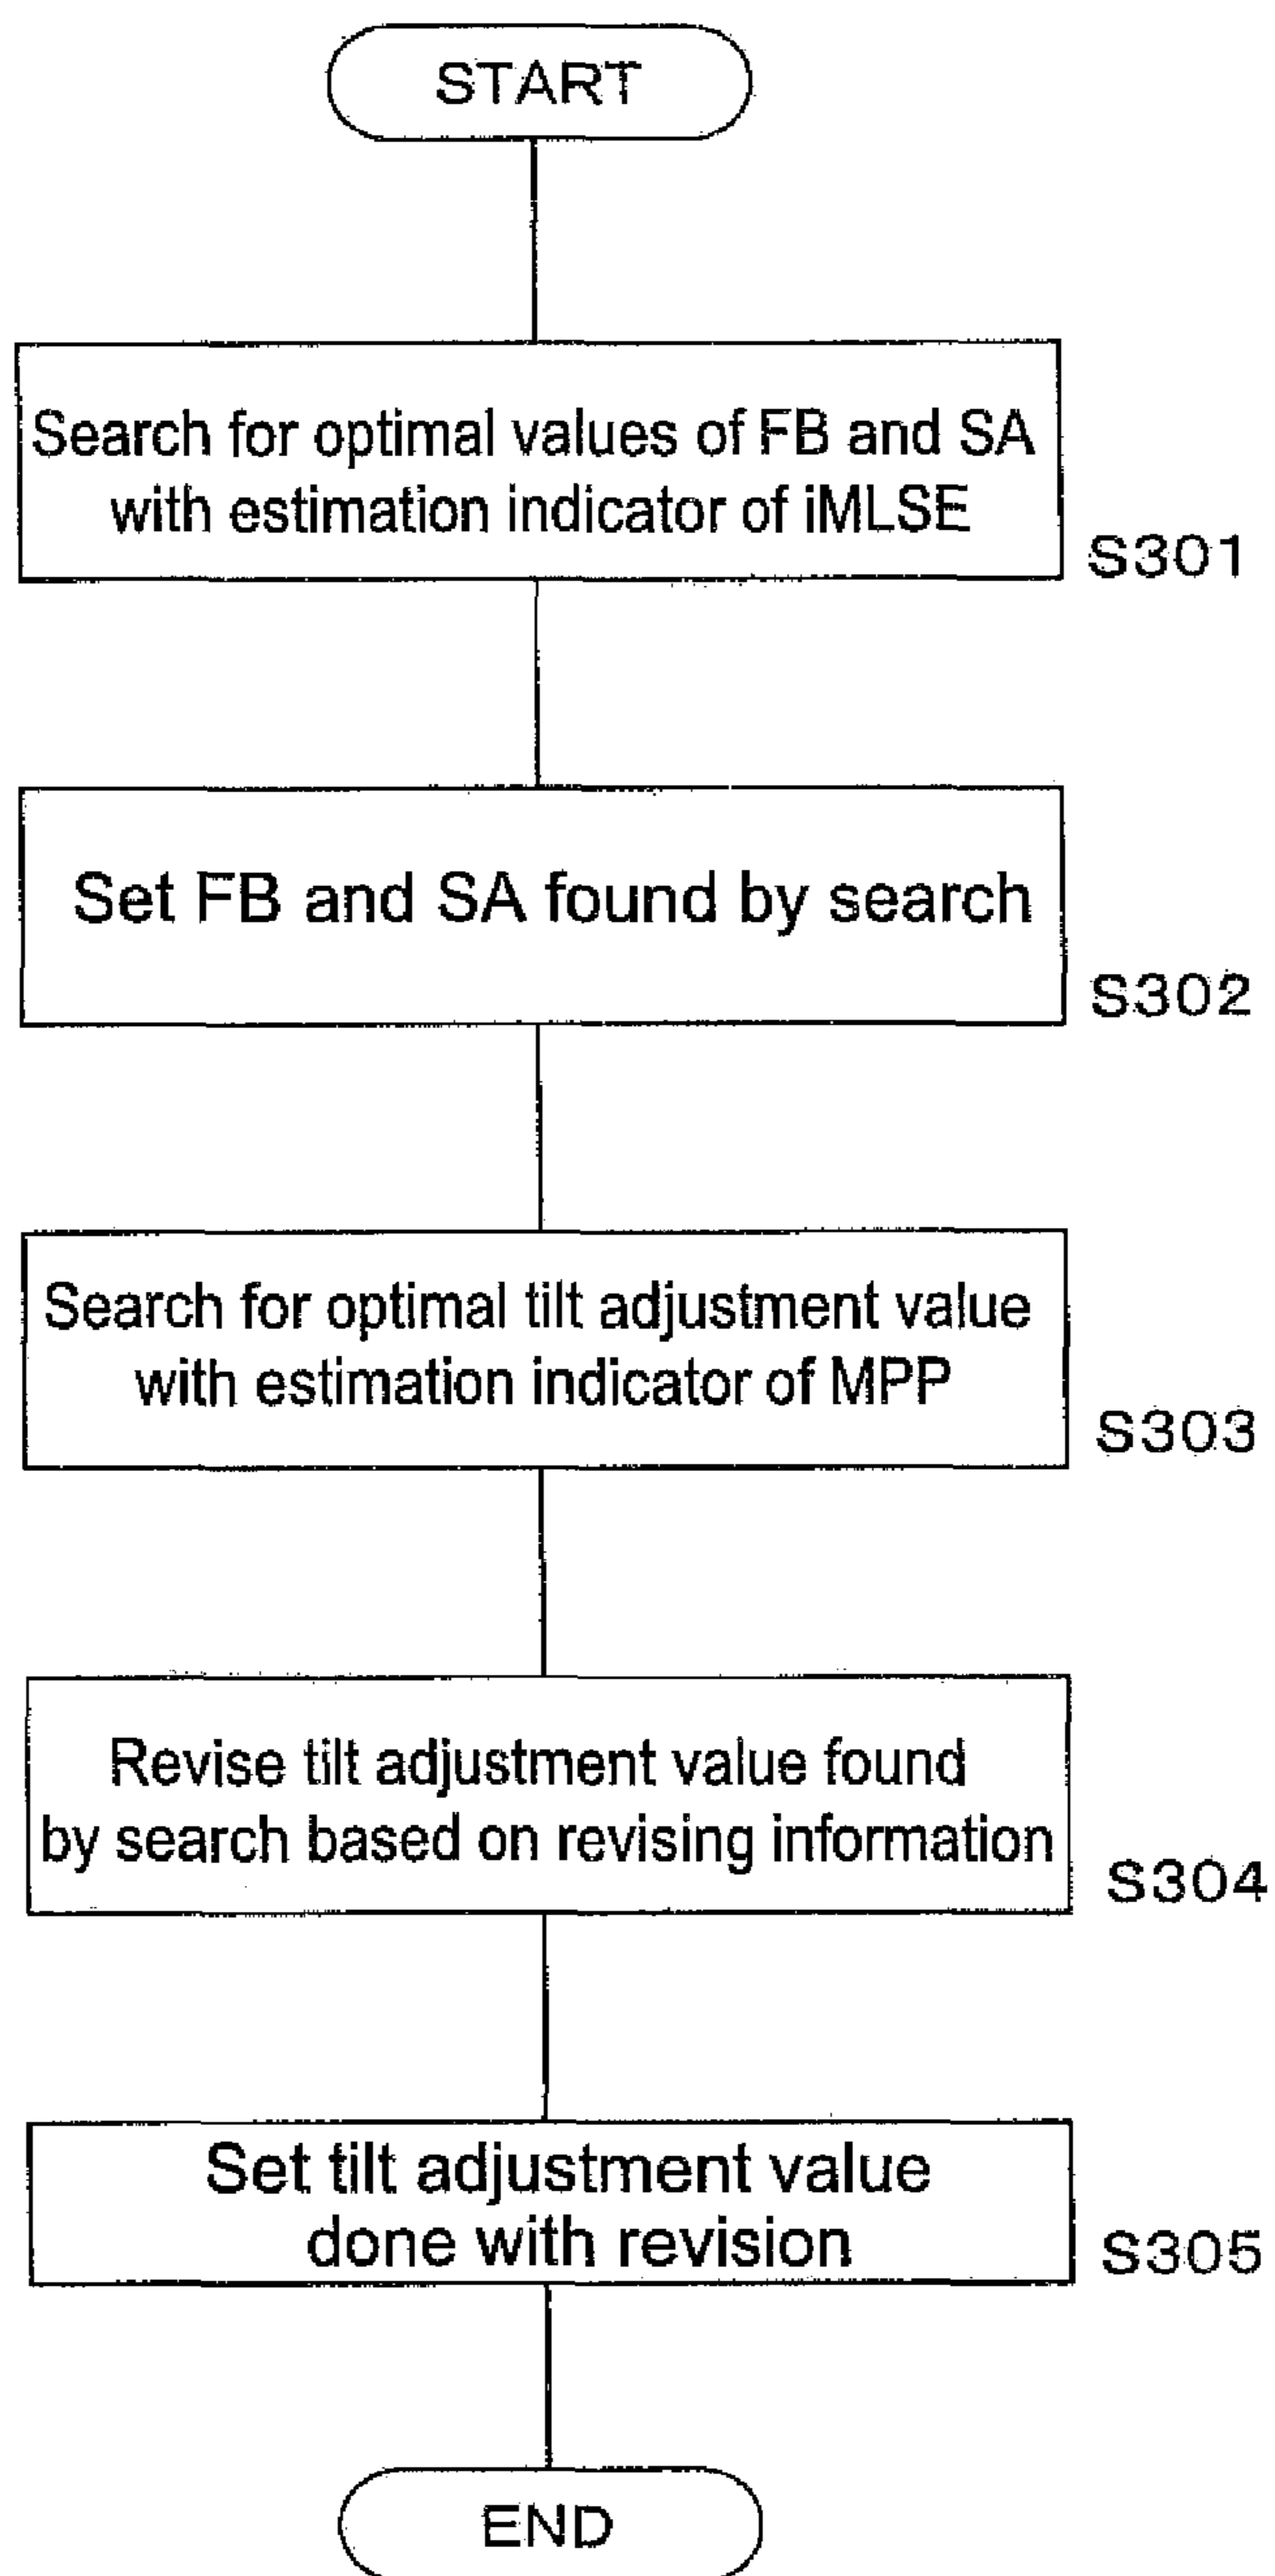 START
Search for optimal values of FB and SA
with estimation indicator of iMLSE
S301
Set FB and SA found by search
S302
Search for optimal tilt adjustment value
with estimation indicator of MPP
S303
Revise tilt adjustment value found
by search based on revising information
S304
Set tilt adjustment value
done with revision
S305
END